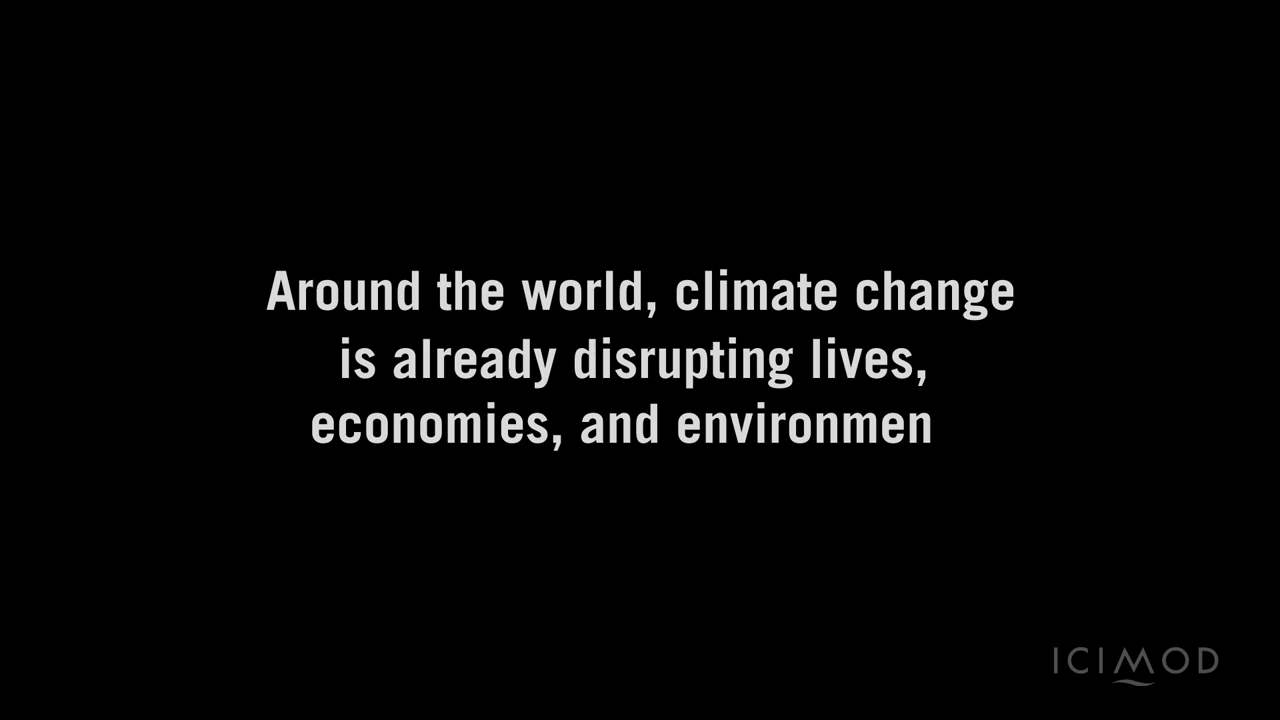 Around the world, climate change
is already disrupting lives,
economies, and environmen
ICIMOD